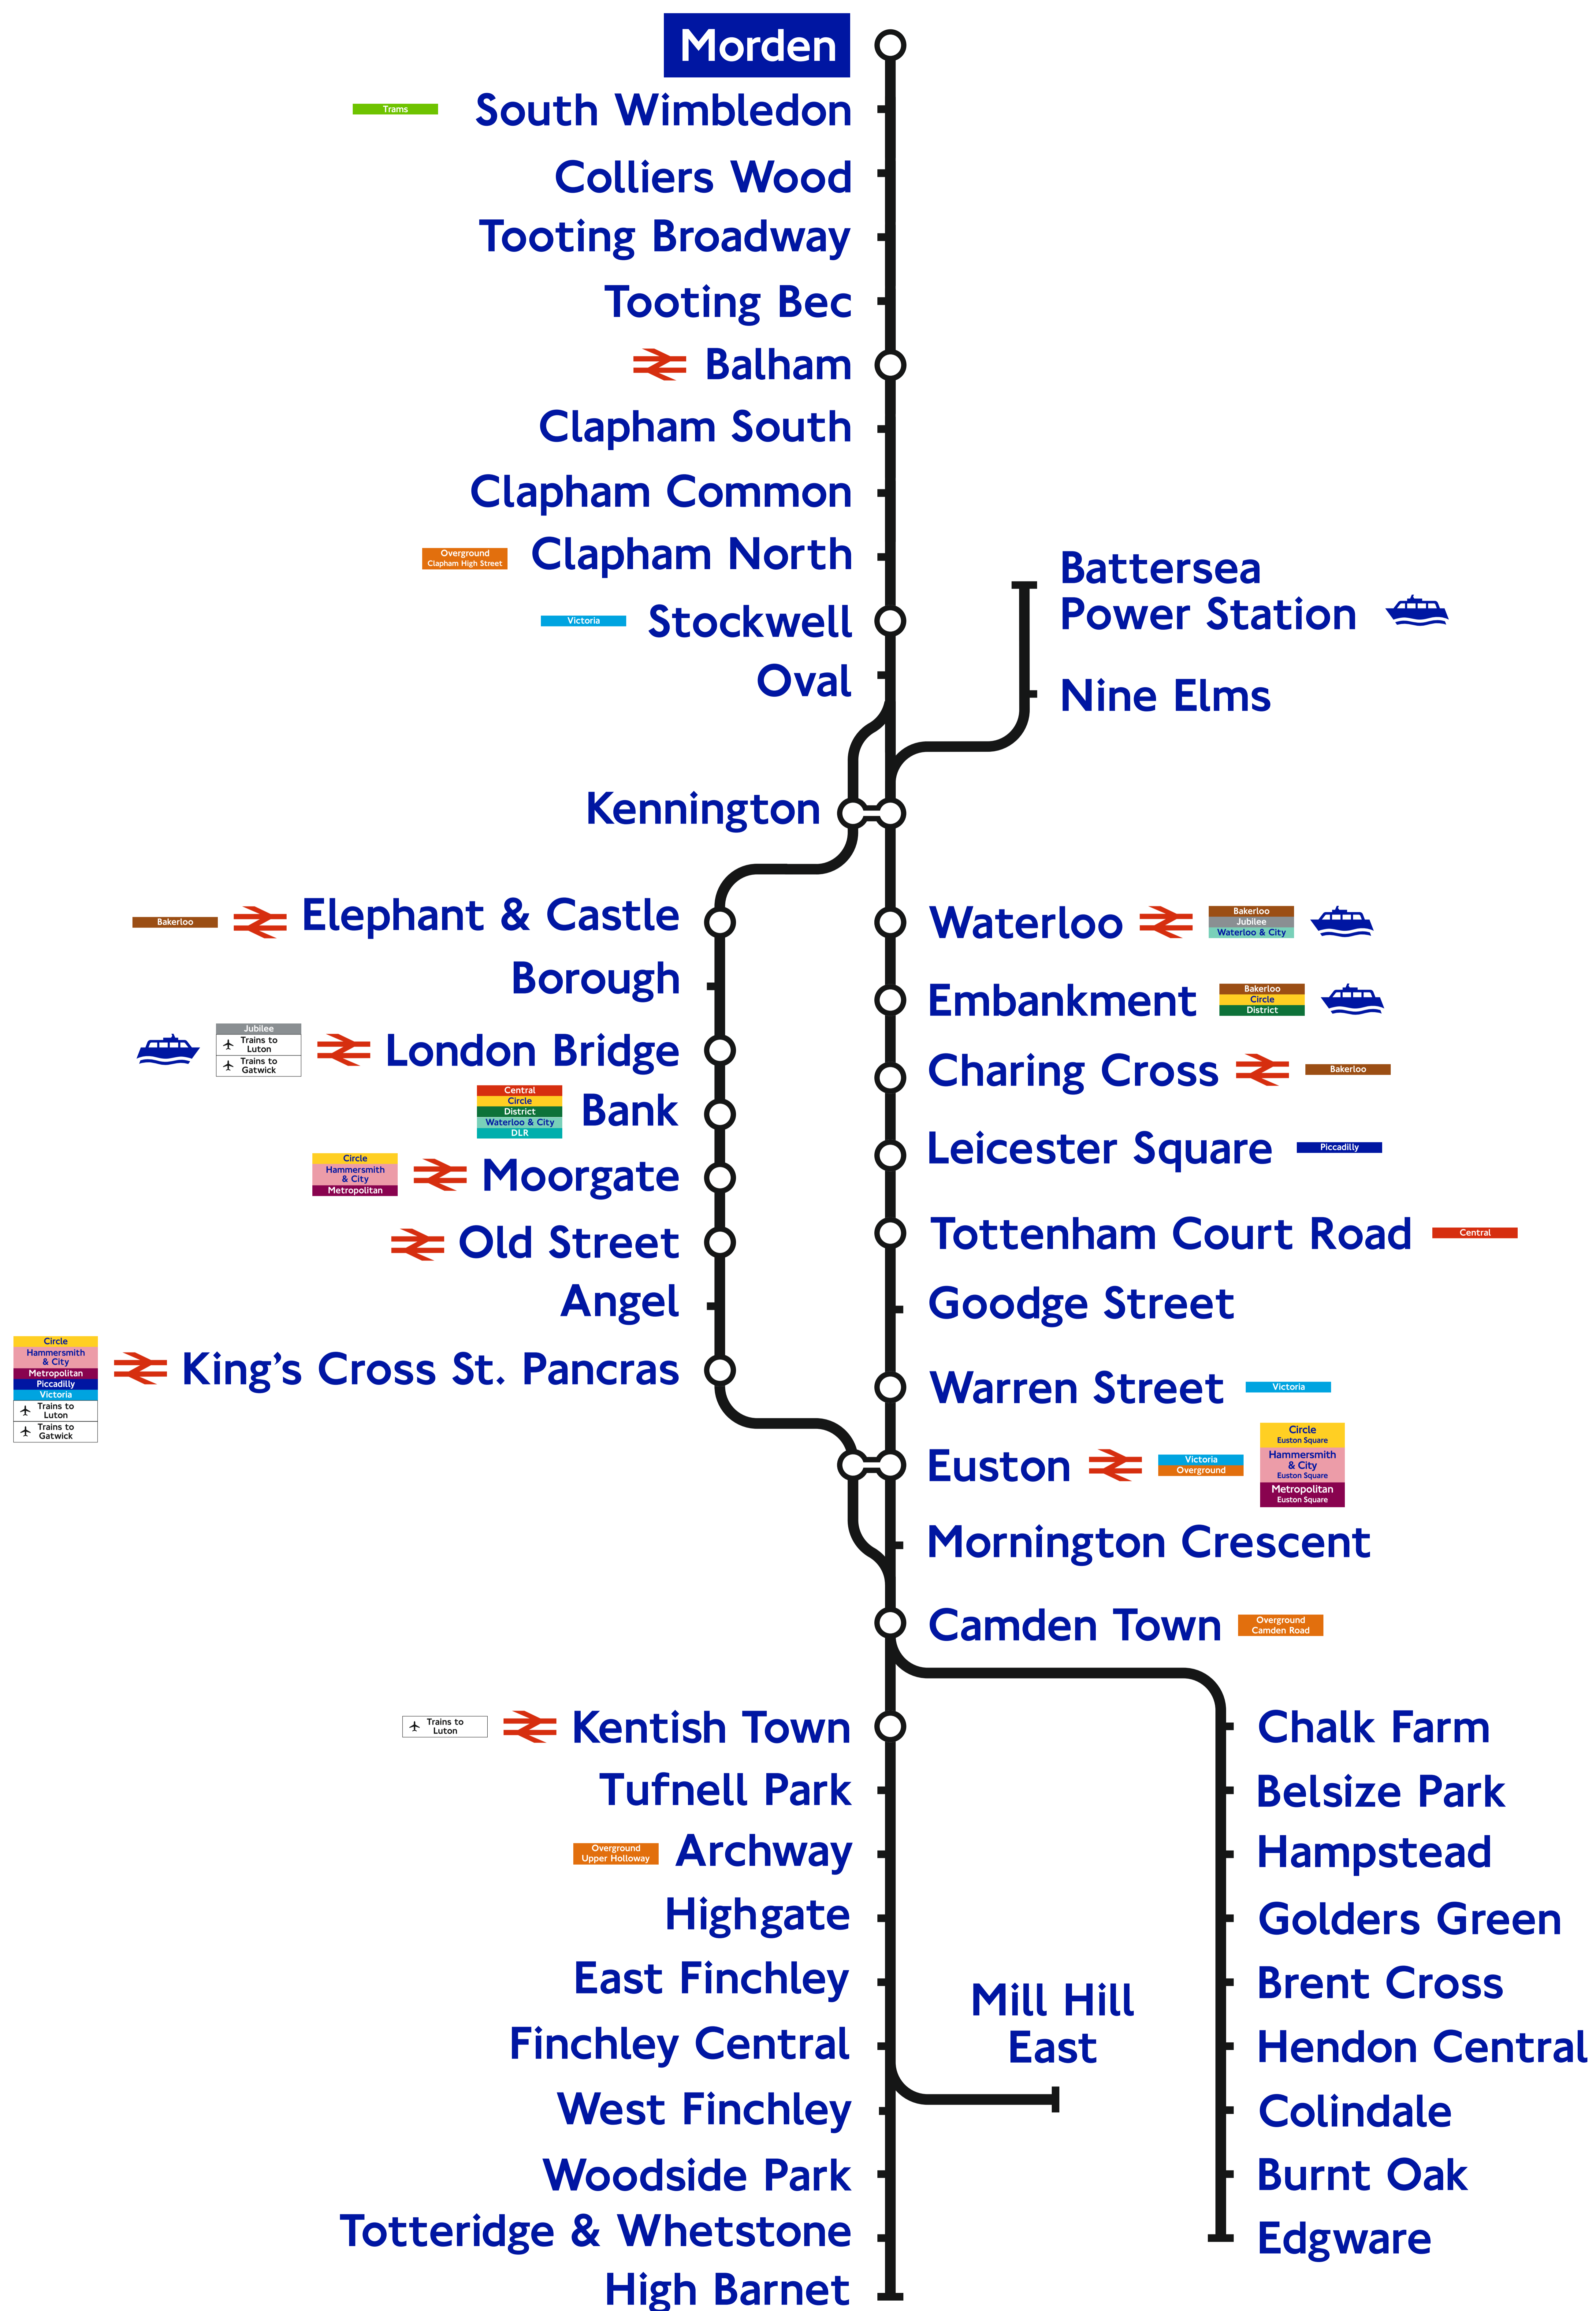 Morden
Trams
South Wimbledon
Colliers Wood
Tooting Broadway
Tooting Bec
Balham
Clapham South
Clapham Common
Overground
Clapham High Street
Clapham North
Victoria
Stockwell
Oval
Battersea
Power Station
Nine Elms
Kennington
Bakerloo
Elephant & Castle
Borough
Jubilee
Trains to
Luton
Trains to
Gatwick
London Bridge
Central
Circle
District
Waterloo & City
DLR
Bank
Circle
Hammersmith
& City
Metropolitan
Moorgate
Old Street
Angel
Circle
Hammersmith
& City
Metropolitan
Piccadilly
Victoria
Trains to
Luton
Trains to
Gatwick
King's Cross St. Pancras
Waterloo
Bakerloo
Jubilee
Waterloo & City
Embankment
Bakerloo
Circle
District
Charing Cross
Bakerloo
Leicester Square
Piccadilly
Tottenham Court Road
Central
Goodge Street
Warren Street
Victoria
Euston
Victoria
Overground
Circle
Euston Square
Hammersmith
& City
Euston Square
Metropolitan
Euston Square
Mornington Crescent
Camden Town
Overground
Camden Road
Trains to
Luton
Kentish Town
Tufnell Park
Overground
Upper Holloway
Archway
Highgate
East Finchley
Finchley Central
Mill Hill
East
West Finchley
Woodside Park
Totteridge & Whetstone
High Barnet
Chalk Farm
Belsize Park
Hampstead
Golders Green
Brent Cross
Hendon Central
Colindale
Burnt Oak
Edgware